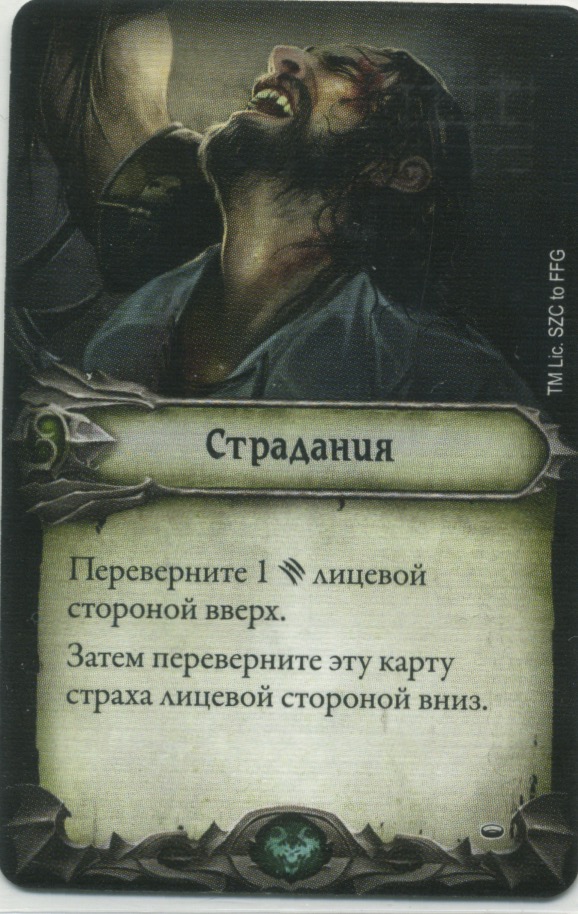 TM Lic. SZC to FFG
Страдания
Переверните 1 лицевой
стороной вверх.
Затем переверните эту карту
страха лицевой стороной вниз.